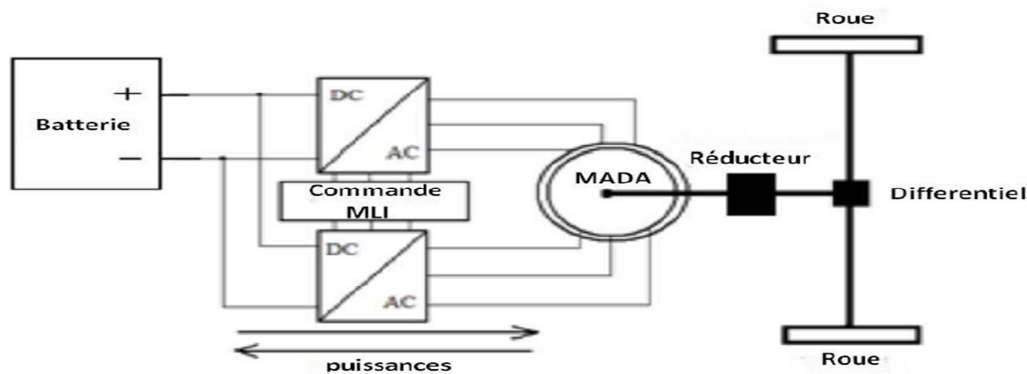 Roue
+
DC
Batterie
AC
−
Commande
MLI
MADA
Réducteur
Differentiel
DC
AC
puissances
Roue